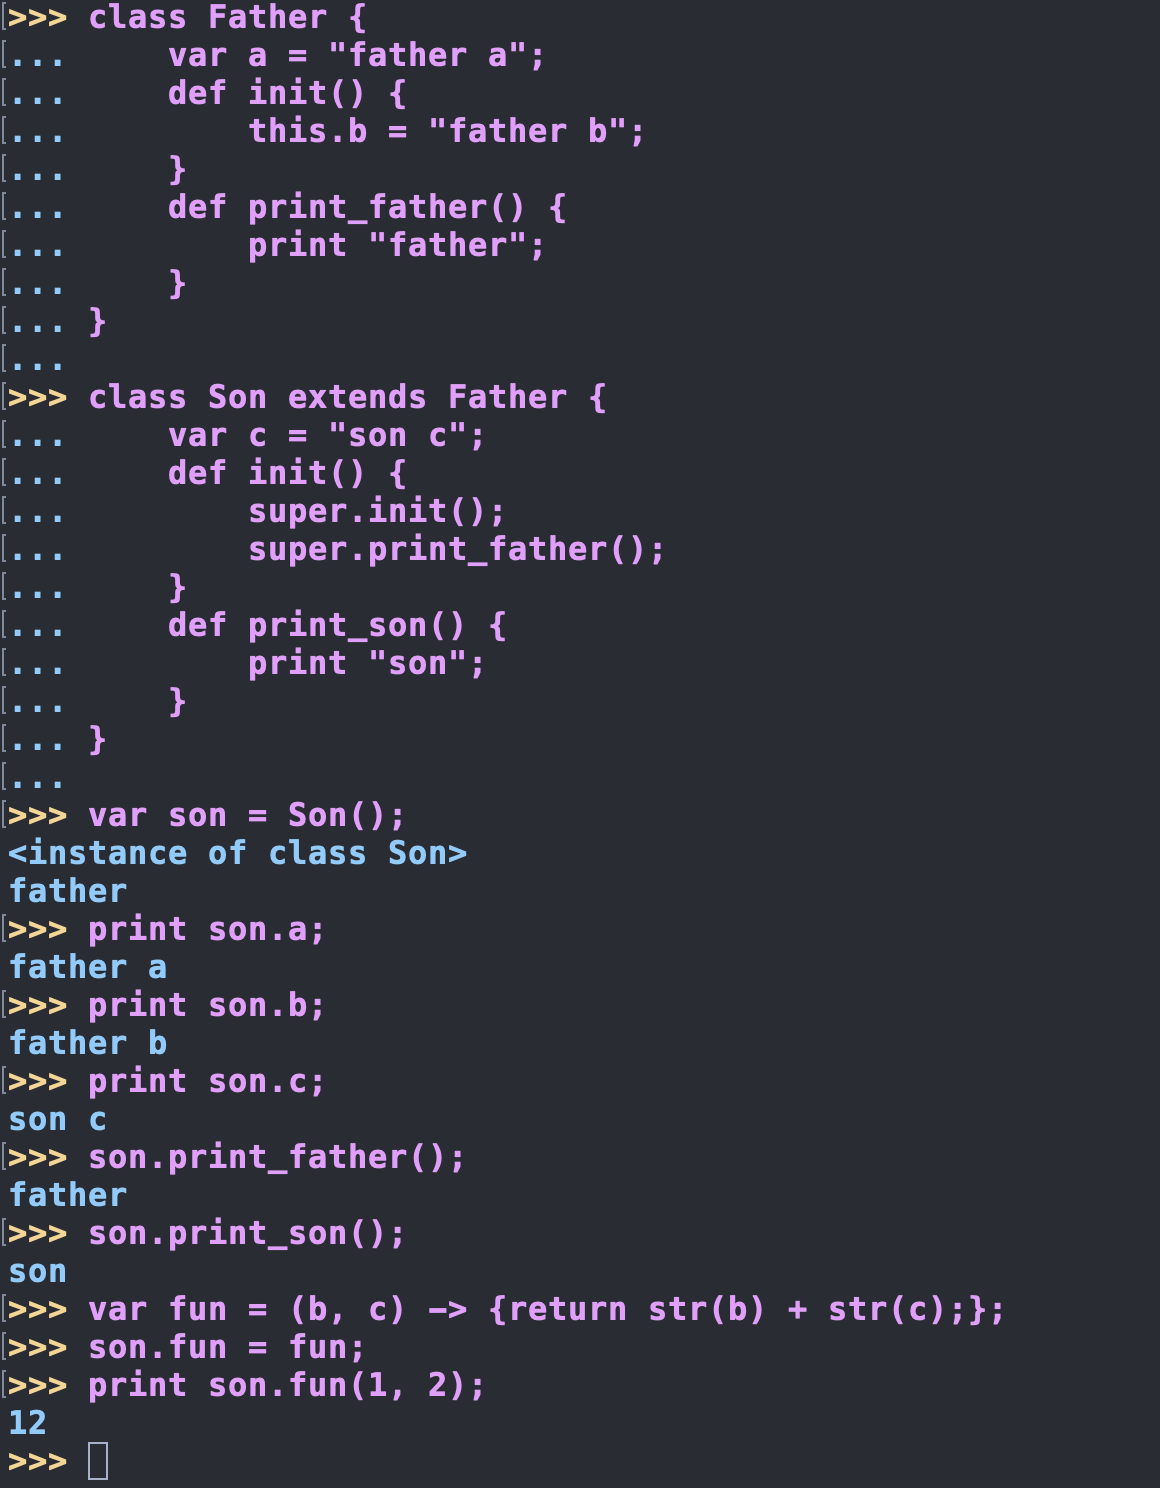 >>> class Father {
...     var a = "father a";
...     def init() {
...         this.b = "father b";
...     }
...     def print_father() {
...         print "father";
...     }
... }
...
>>> class Son extends Father {
...     var c = "son c";
...     def init() {
...         super.init();
...         super.print_father();
...     }
...     def print_son() {
...         print "son";
...     }
... }
...
>>> var son = Son();
<instance of class Son>
father
>>> print son.a;
father a
>>> print son.b;
father b
>>> print son.c;
son c
>>> son.print_father();
father
>>> son.print_son();
son
>>> var fun = (b, c) -> {return str(b) + str(c);};
>>> son.fun = fun;
>>> print son.fun(1, 2);
12
>>>